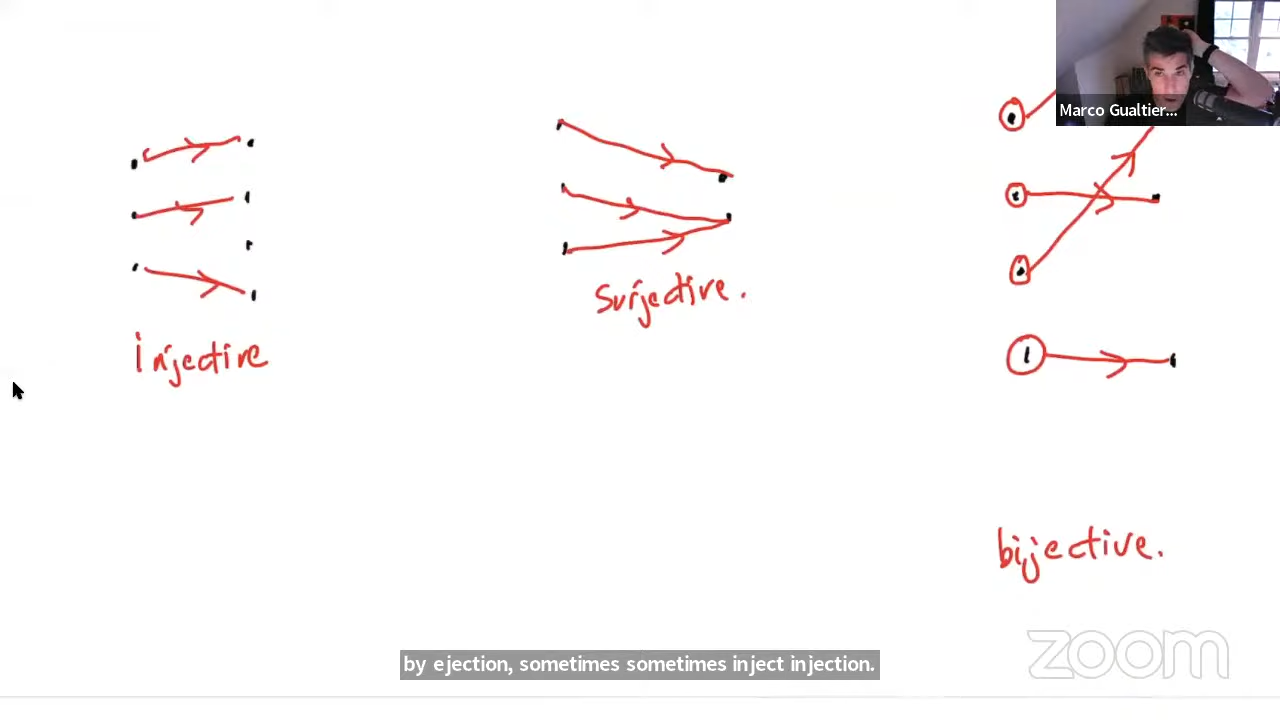 Marco Gualtier...
injective
surjective.
bijective.
zoom
by ejection, sometimes sometimes inject injection.